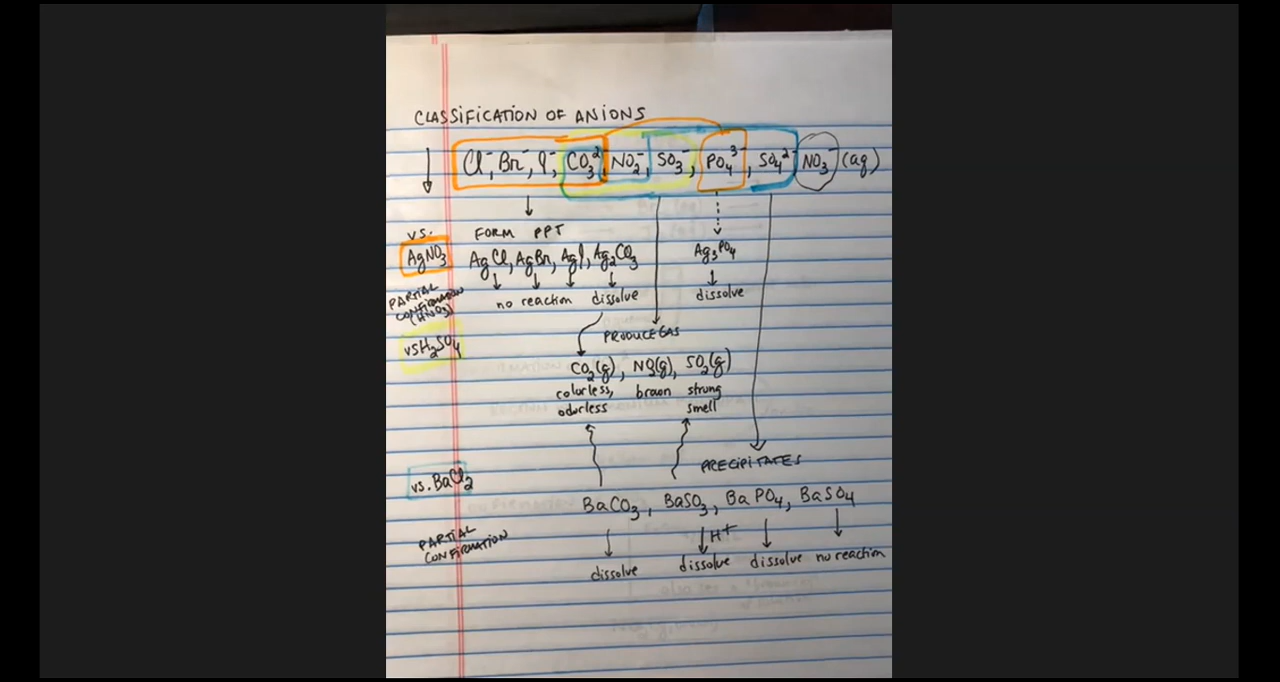 CLASSIFICATION OF ANIONS
Cl⁻, Br⁻, I⁻, CO₃²⁻, NO₂⁻, SO₃⁻, PO₄³⁻, SO₄²⁻, NO₃⁻ (aq)
vs. FORM PPT
AgNO₃ AgCl, AgBr, AgI, Ag₂CO₃ Ag₃PO₄
PARTIAL CONFIRMATION (HNO₃) no reaction dissolve dissolve
vs H₂SO₄ PRODUCE GAS
CO₂(g), NO₂(g), SO₂(g)
colorless, brown strong
odorless smell
PRECIPITATES
vs. BaCl₂
BaCO₃, BaSO₃, BaPO₄, BaSO₄
PARTIAL CONFIRMATION H+
dissolve dissolve dissolve no reaction